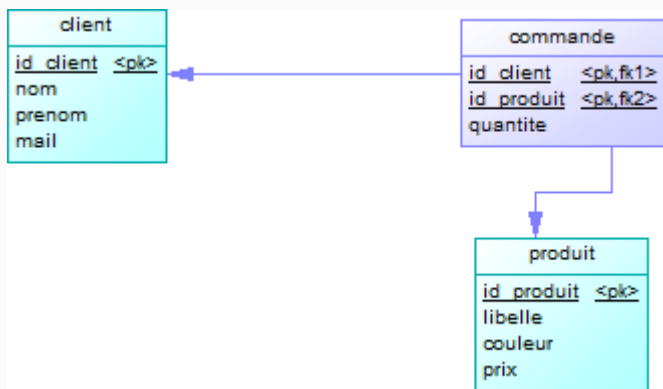 client
id_client <pk>
nom
prenom
mail
commande
id_client <pk,fk1>
id_produit <pk,fk2>
quantite
produit
id_produit <pk>
libelle
couleur
prix